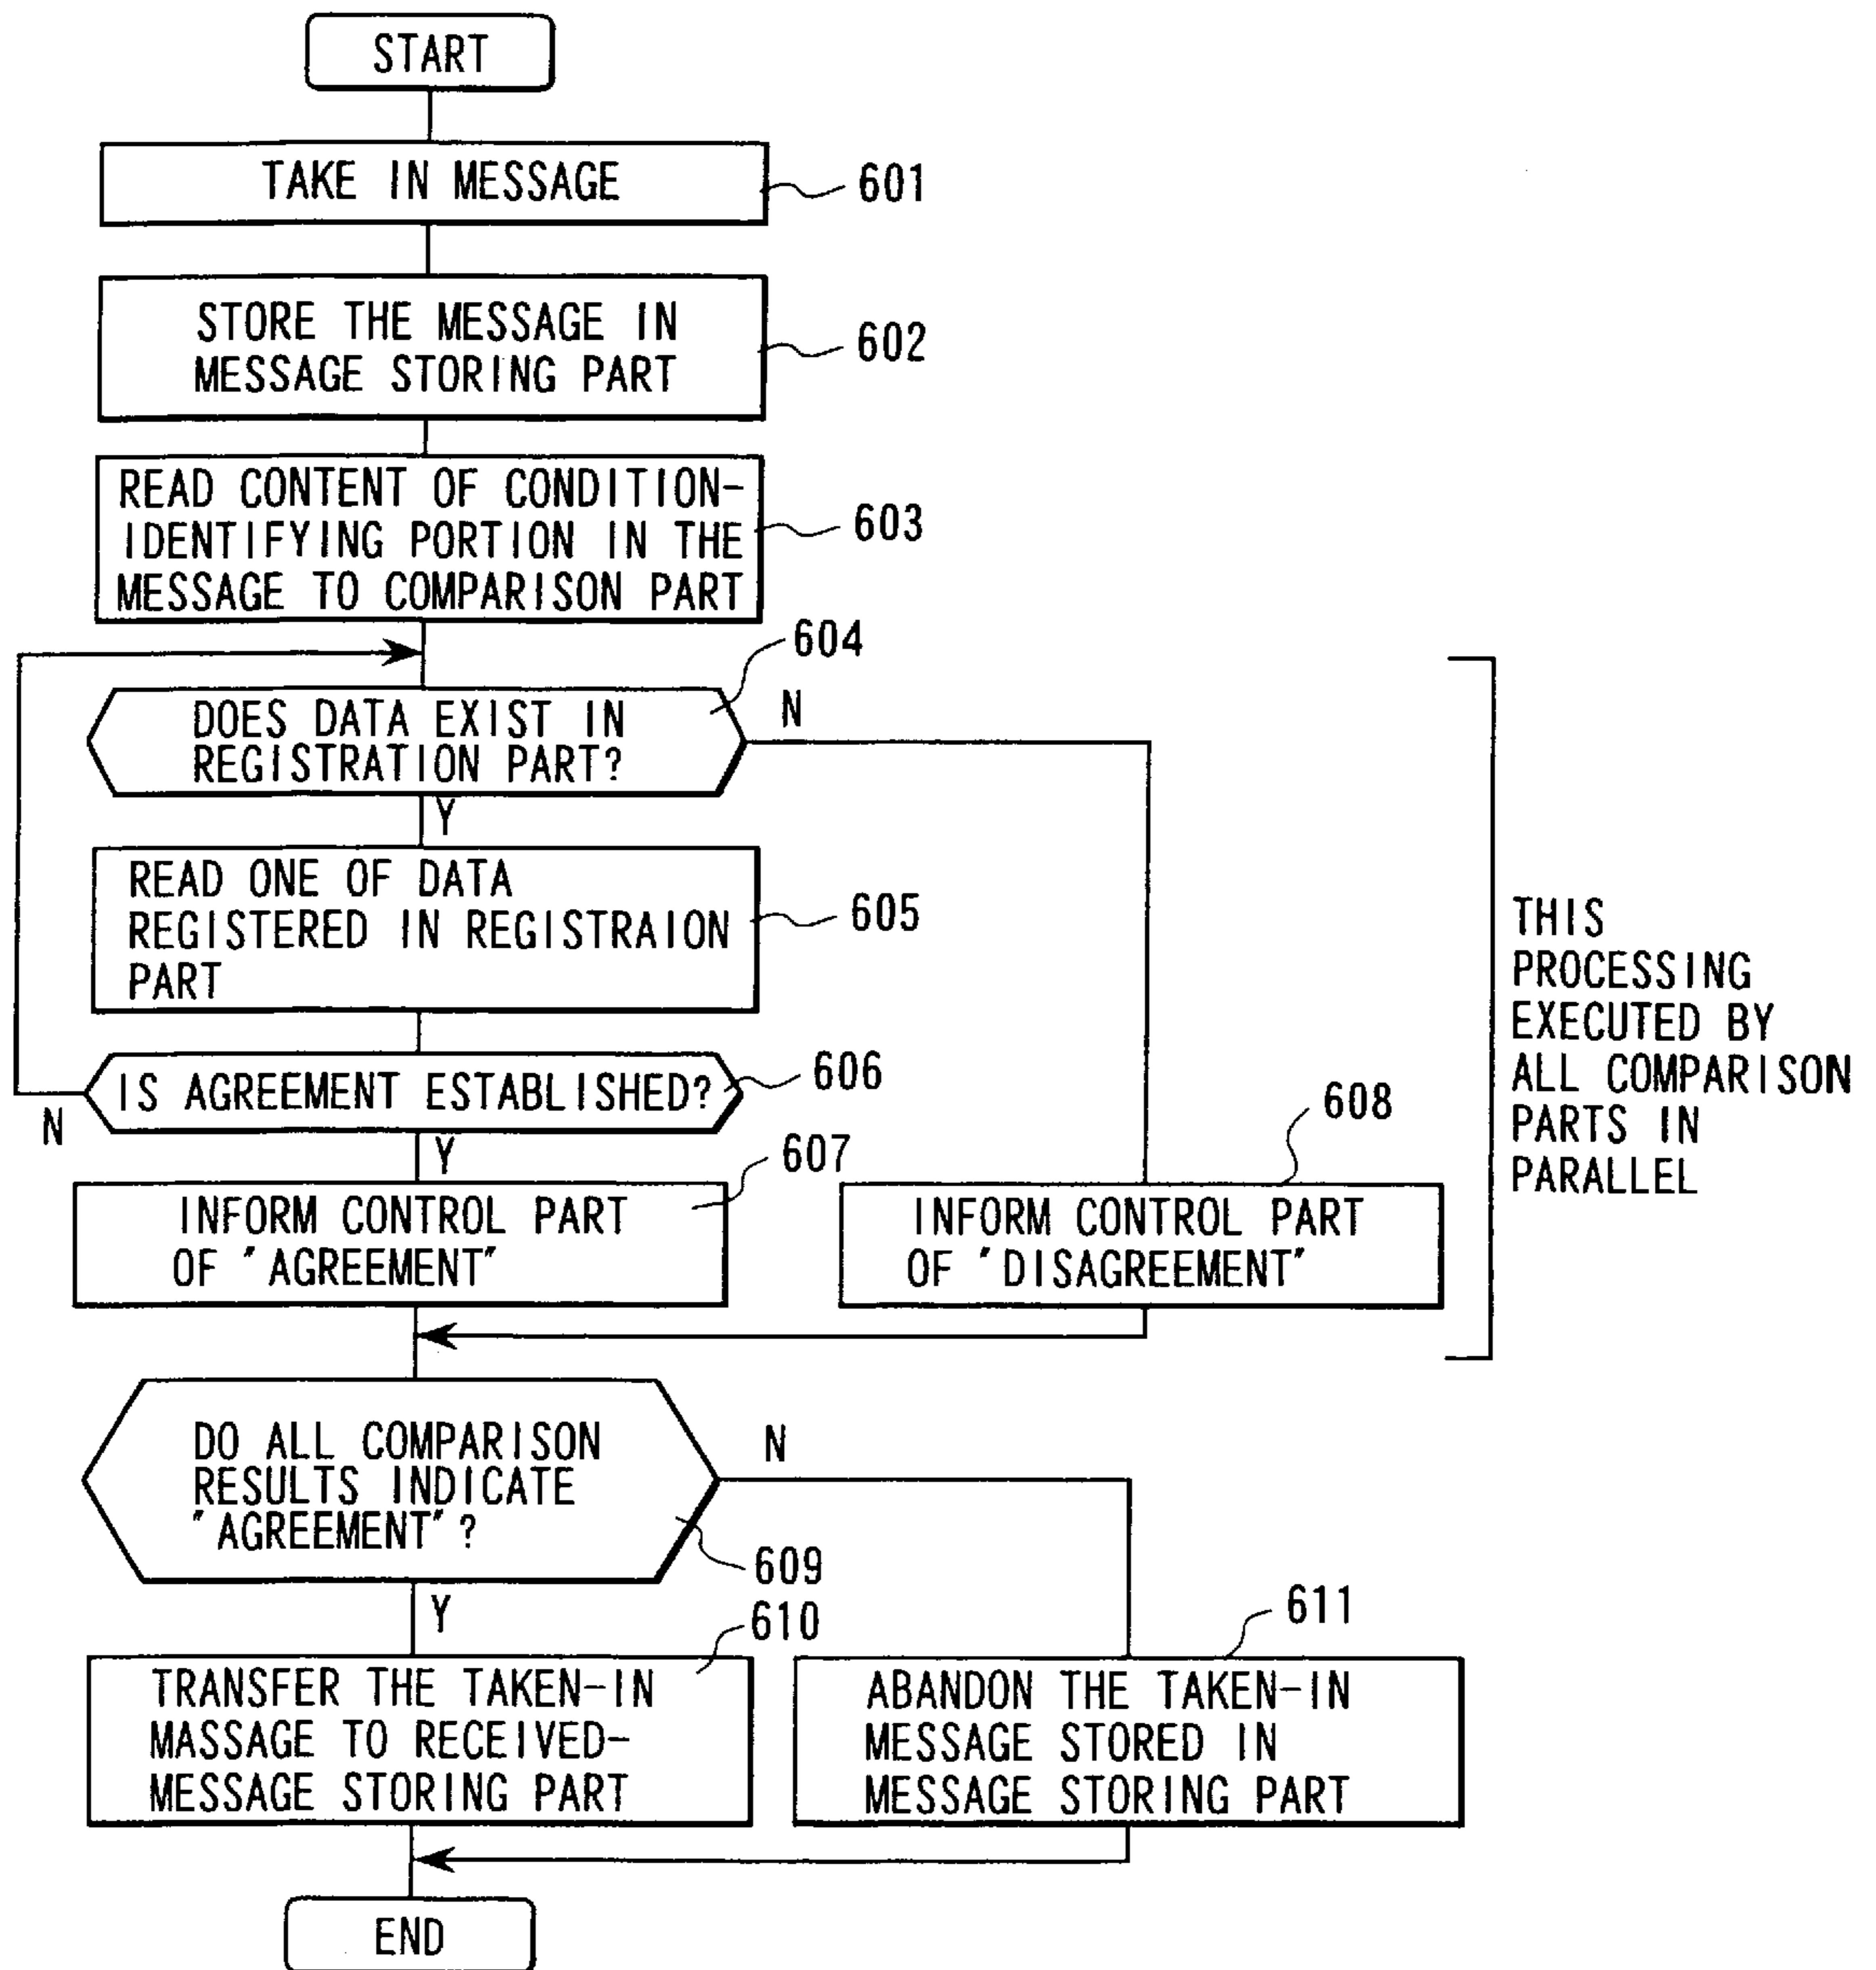 START
TAKE IN MESSAGE
601
STORE THE MESSAGE IN
MESSAGE STORING PART
602
READ CONTENT OF CONDITION-
IDENTIFYING PORTION IN THE
MESSAGE TO COMPARISON PART
603
604
DOES DATA EXIST IN
REGISTRATION PART?
N
Y
READ ONE OF DATA
REGISTERED IN REGISTRAION
PART
605
IS AGREEMENT ESTABLISHED?
606
N
Y
607
INFORM CONTROL PART
OF "AGREEMENT"
608
INFORM CONTROL PART
OF "DISAGREEMENT"
THIS
PROCESSING
EXECUTED BY
ALL COMPARISON
PARTS IN
PARALLEL
DO ALL COMPARISON
RESULTS INDICATE
"AGREEMENT"?
N
609
Y
610
TRANSFER THE TAKEN-IN
MASSAGE TO RECEIVED-
MESSAGE STORING PART
611
ABANDON THE TAKEN-IN
MESSAGE STORED IN
MESSAGE STORING PART
END